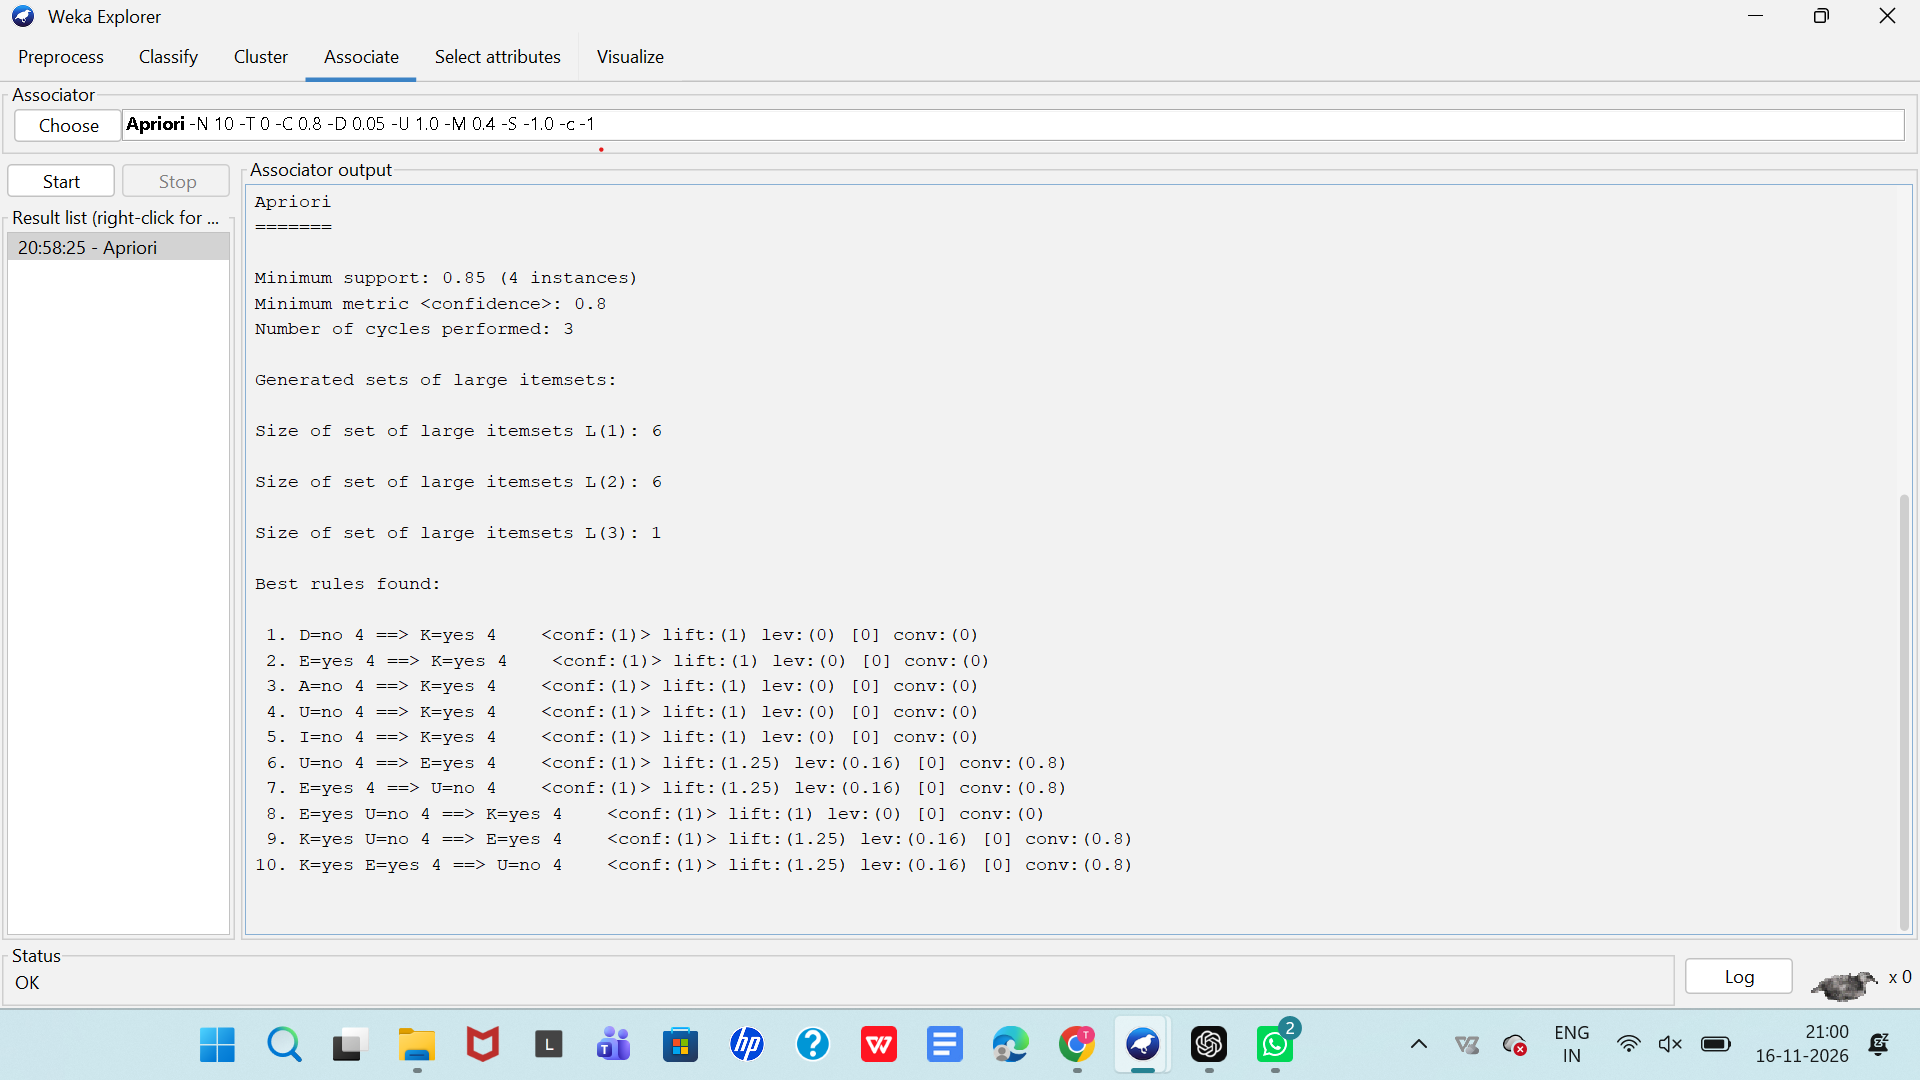 Weka Explorer
Preprocess Classify Cluster Associate Select attributes Visualize
Associator
Choose Apriori -N 10 -T 0 -C 0.8 -D 0.05 -U 1.0 -M 0.4 -S -1.0 -c -1
Start Stop
Result list (right-click for ...
20:58:25 - Apriori
Associator output
Apriori
=======
Minimum support: 0.85 (4 instances)
Minimum metric <confidence>: 0.8
Number of cycles performed: 3
Generated sets of large itemsets:
Size of set of large itemsets L(1): 6
Size of set of large itemsets L(2): 6
Size of set of large itemsets L(3): 1
Best rules found:
1. D=no 4 ==> K=yes 4 <conf:(1)> lift:(1) lev:(0) [0] conv:(0)
2. E=yes 4 ==> K=yes 4 <conf:(1)> lift:(1) lev:(0) [0] conv:(0)
3. A=no 4 ==> K=yes 4 <conf:(1)> lift:(1) lev:(0) [0] conv:(0)
4. U=no 4 ==> K=yes 4 <conf:(1)> lift:(1) lev:(0) [0] conv:(0)
5. I=no 4 ==> K=yes 4 <conf:(1)> lift:(1) lev:(0) [0] conv:(0)
6. U=no 4 ==> E=yes 4 <conf:(1)> lift:(1.25) lev:(0.16) [0] conv:(0.8)
7. E=yes 4 ==> U=no 4 <conf:(1)> lift:(1.25) lev:(0.16) [0] conv:(0.8)
8. E=yes U=no 4 ==> K=yes 4 <conf:(1)> lift:(1) lev:(0) [0] conv:(0)
9. K=yes U=no 4 ==> E=yes 4 <conf:(1)> lift:(1.25) lev:(0.16) [0] conv:(0.8)
10. K=yes E=yes 4 ==> U=no 4 <conf:(1)> lift:(1.25) lev:(0.16) [0] conv:(0.8)
Status
OK
Log
x 0
L
T
hp
?
W
T
2
ENG
IN
21:00
16-11-2026